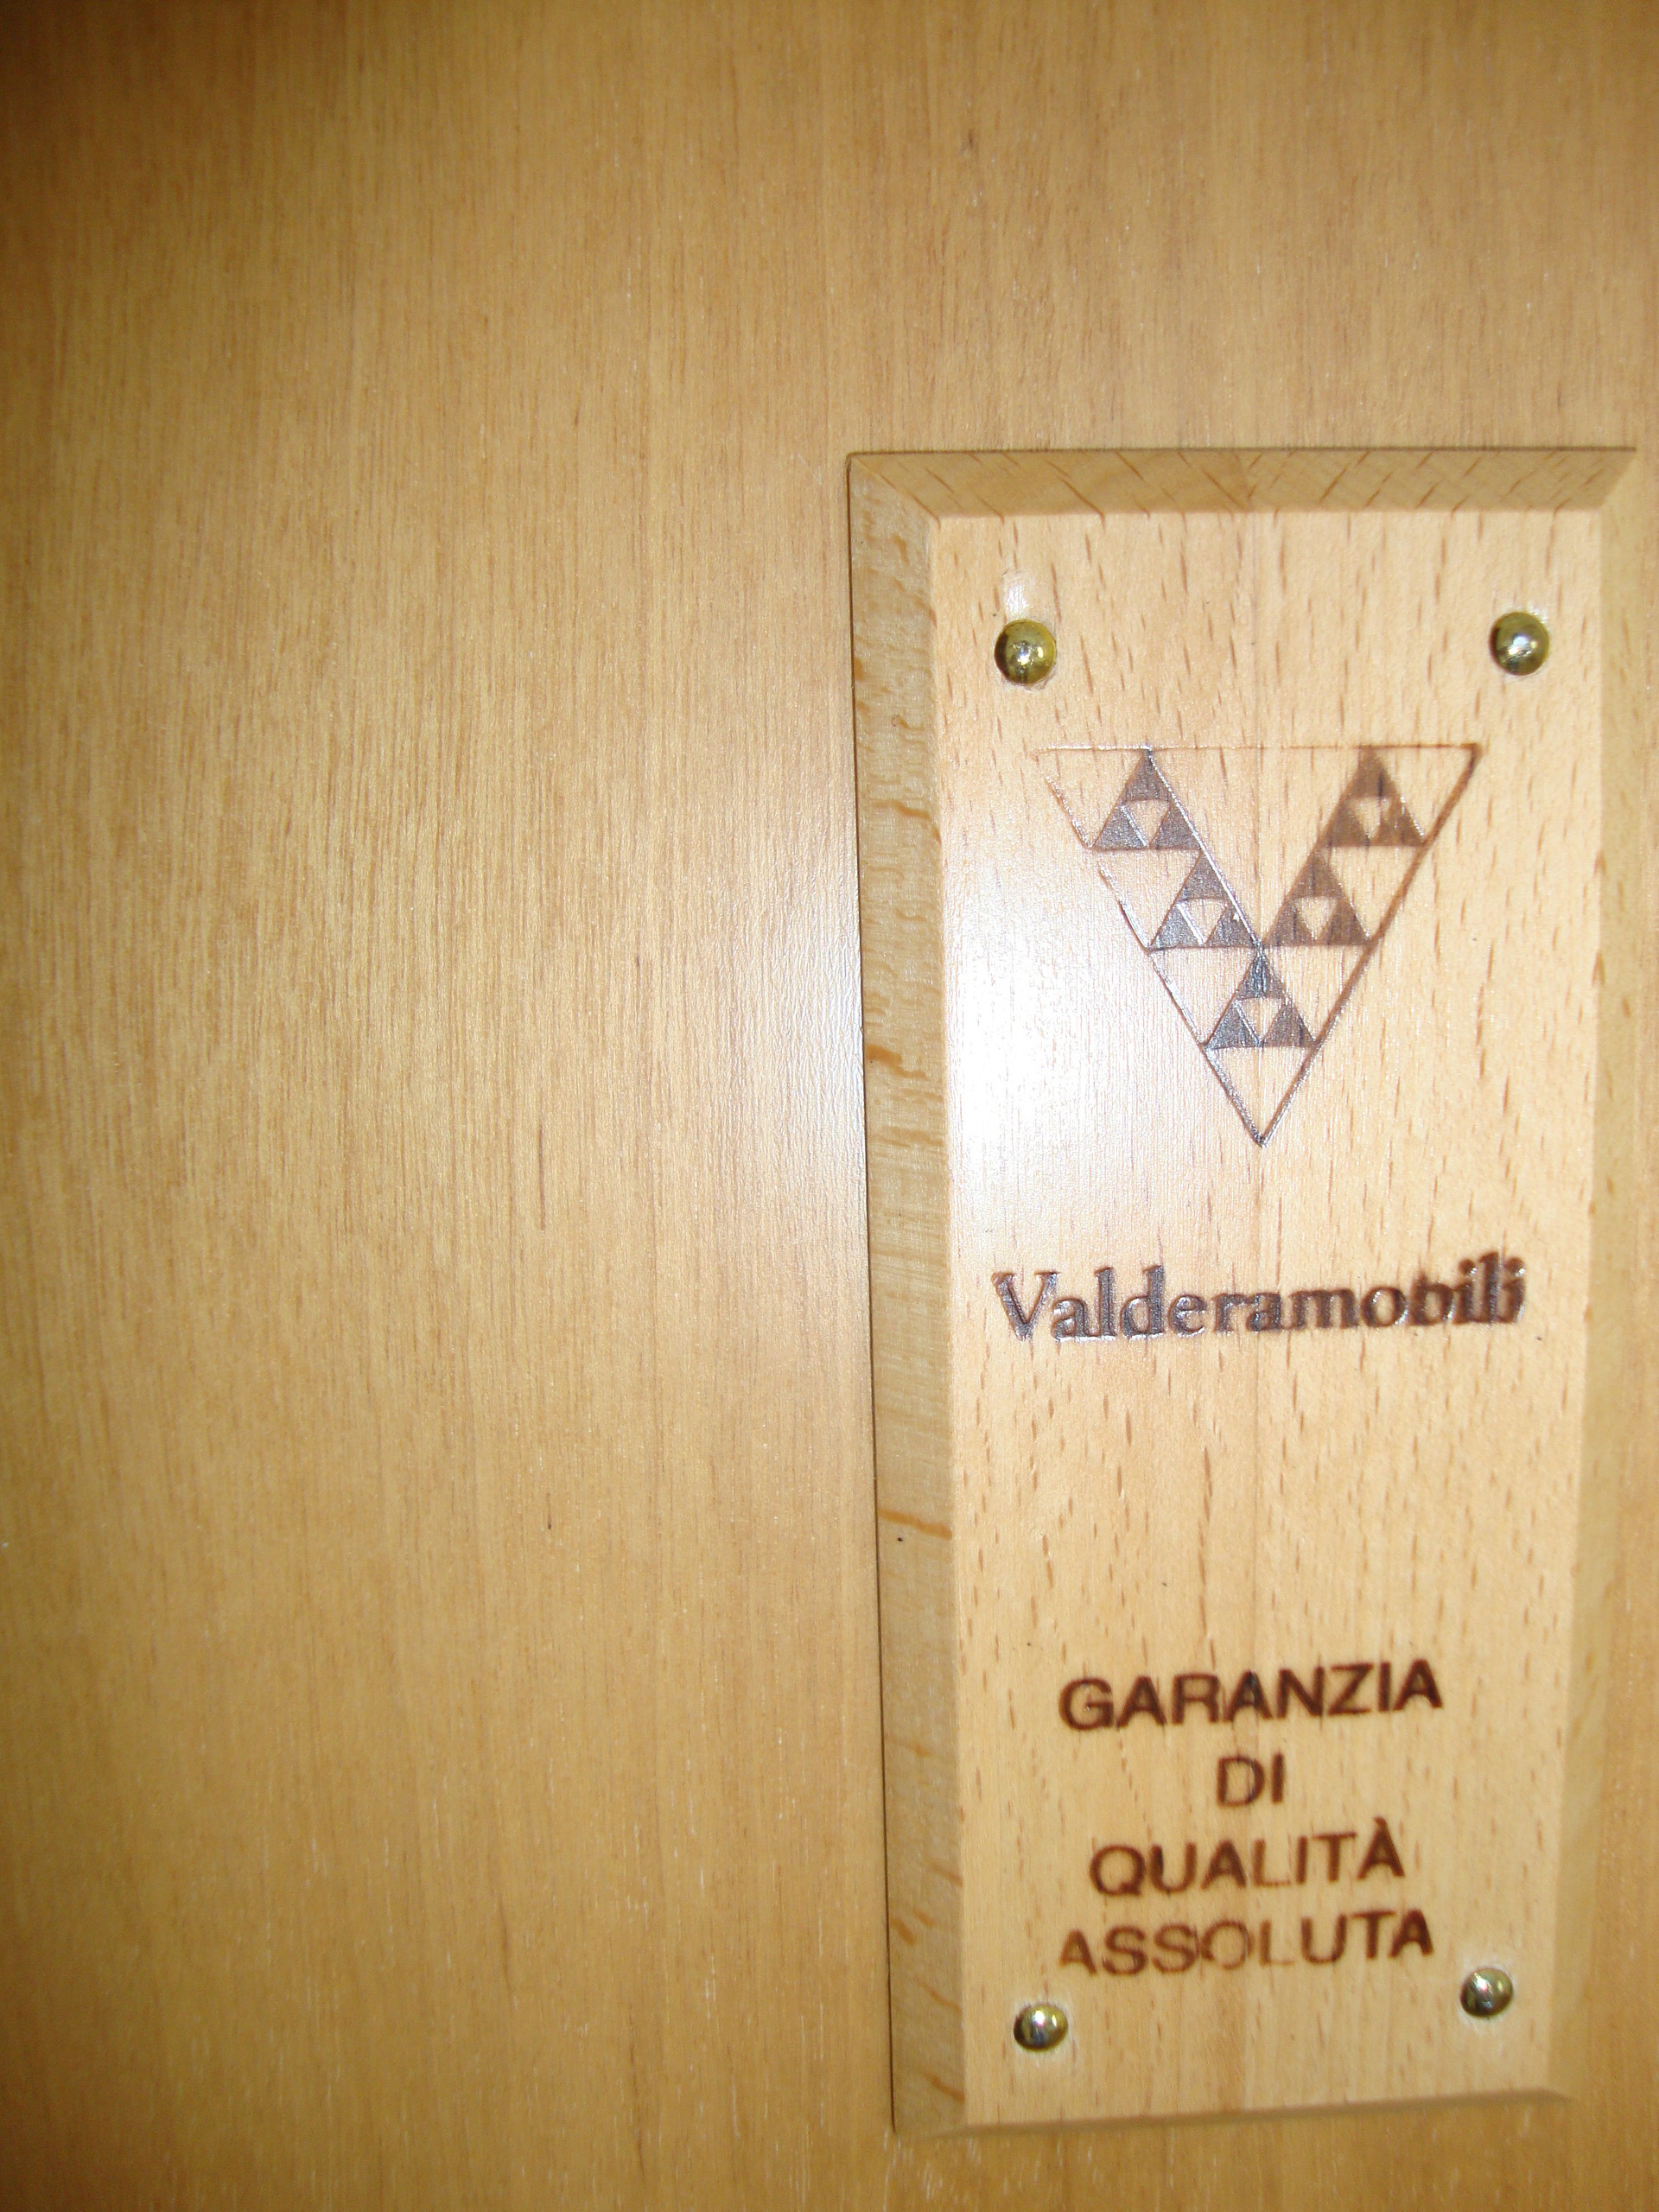 Valderamobili
GARANZIA
DI
QUALITÀ
ASSOLUTA